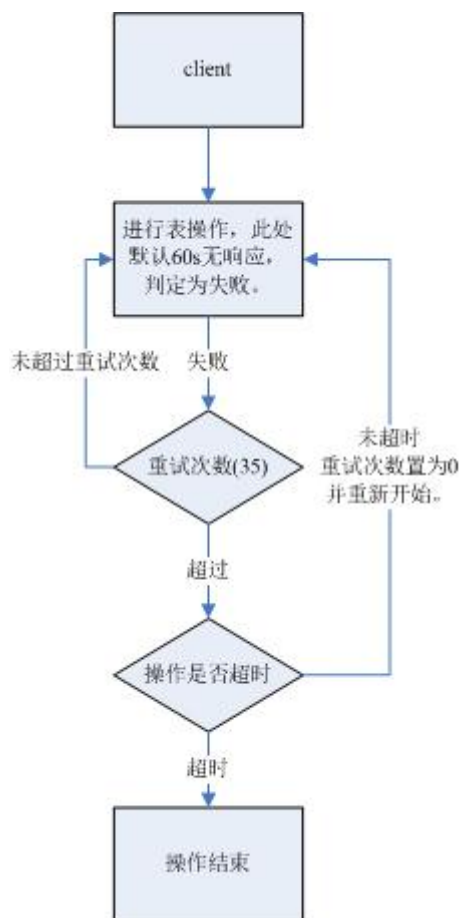 client
进行表操作，此处
默认60s无响应，
判定为失败。
未超过重试次数
失败
重试次数(35)
未超时
重试次数置为0
并重新开始。
超过
操作是否超时
超时
操作结束